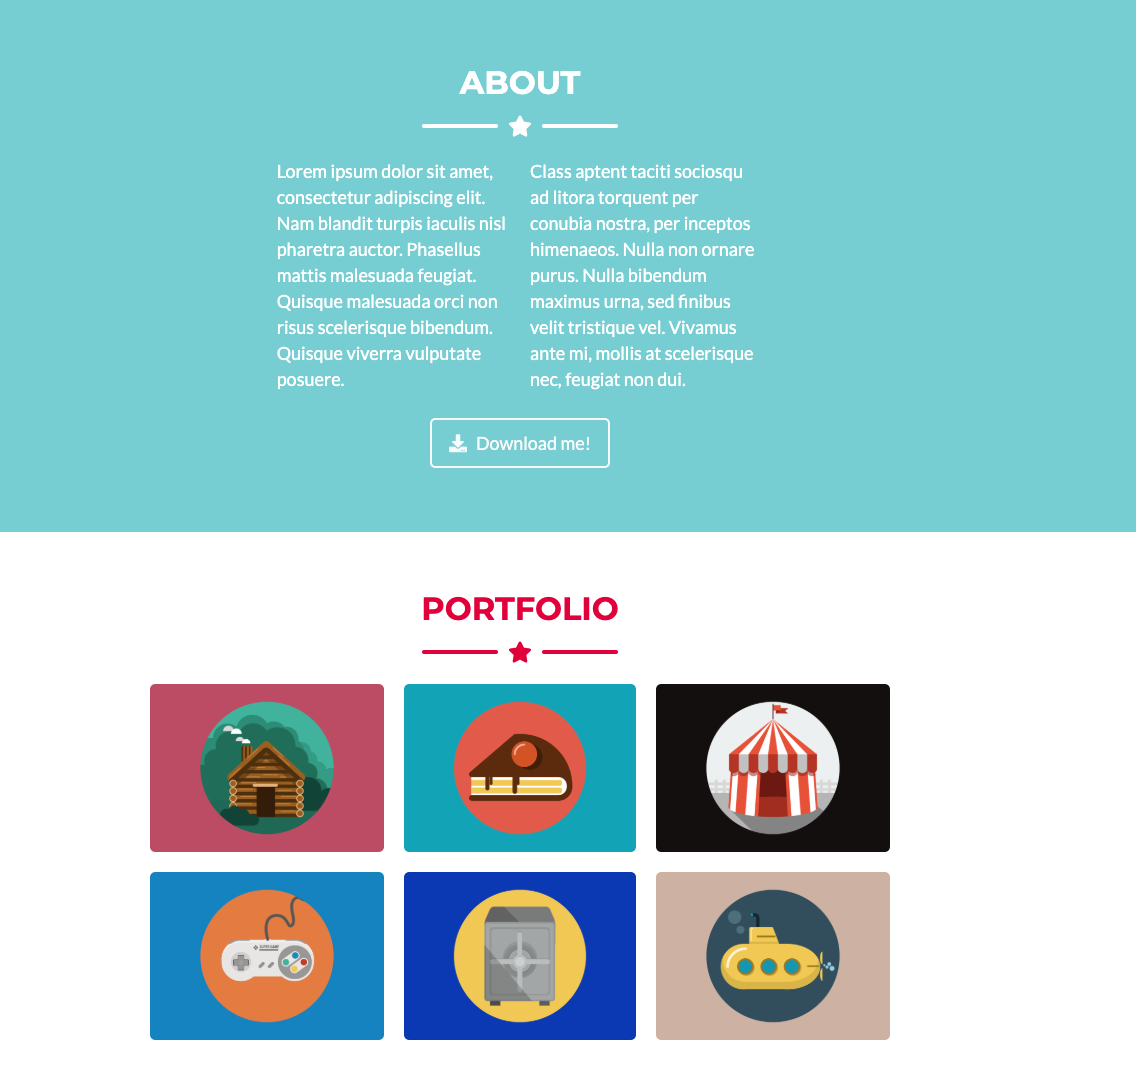 ABOUT
Lorem ipsum dolor sit amet,
consectetur adipiscing elit.
Nam blandit turpis iaculis nisl
pharetra auctor. Phasellus
mattis malesuada feugiat.
Quisque malesuada orci non
risus scelerisque bibendum.
Quisque viverra vulputate
posuere.
Class aptent taciti sociosqu
ad litora torquent per
conubia nostra, per inceptos
himenaeos. Nulla non ornare
purus. Nulla bibendum
maximus urna, sed finibus
velit tristique vel. Vivamus
ante mi, mollis at scelerisque
nec, feugiat non dui.
Download me!
PORTFOLIO
SUPER GAME